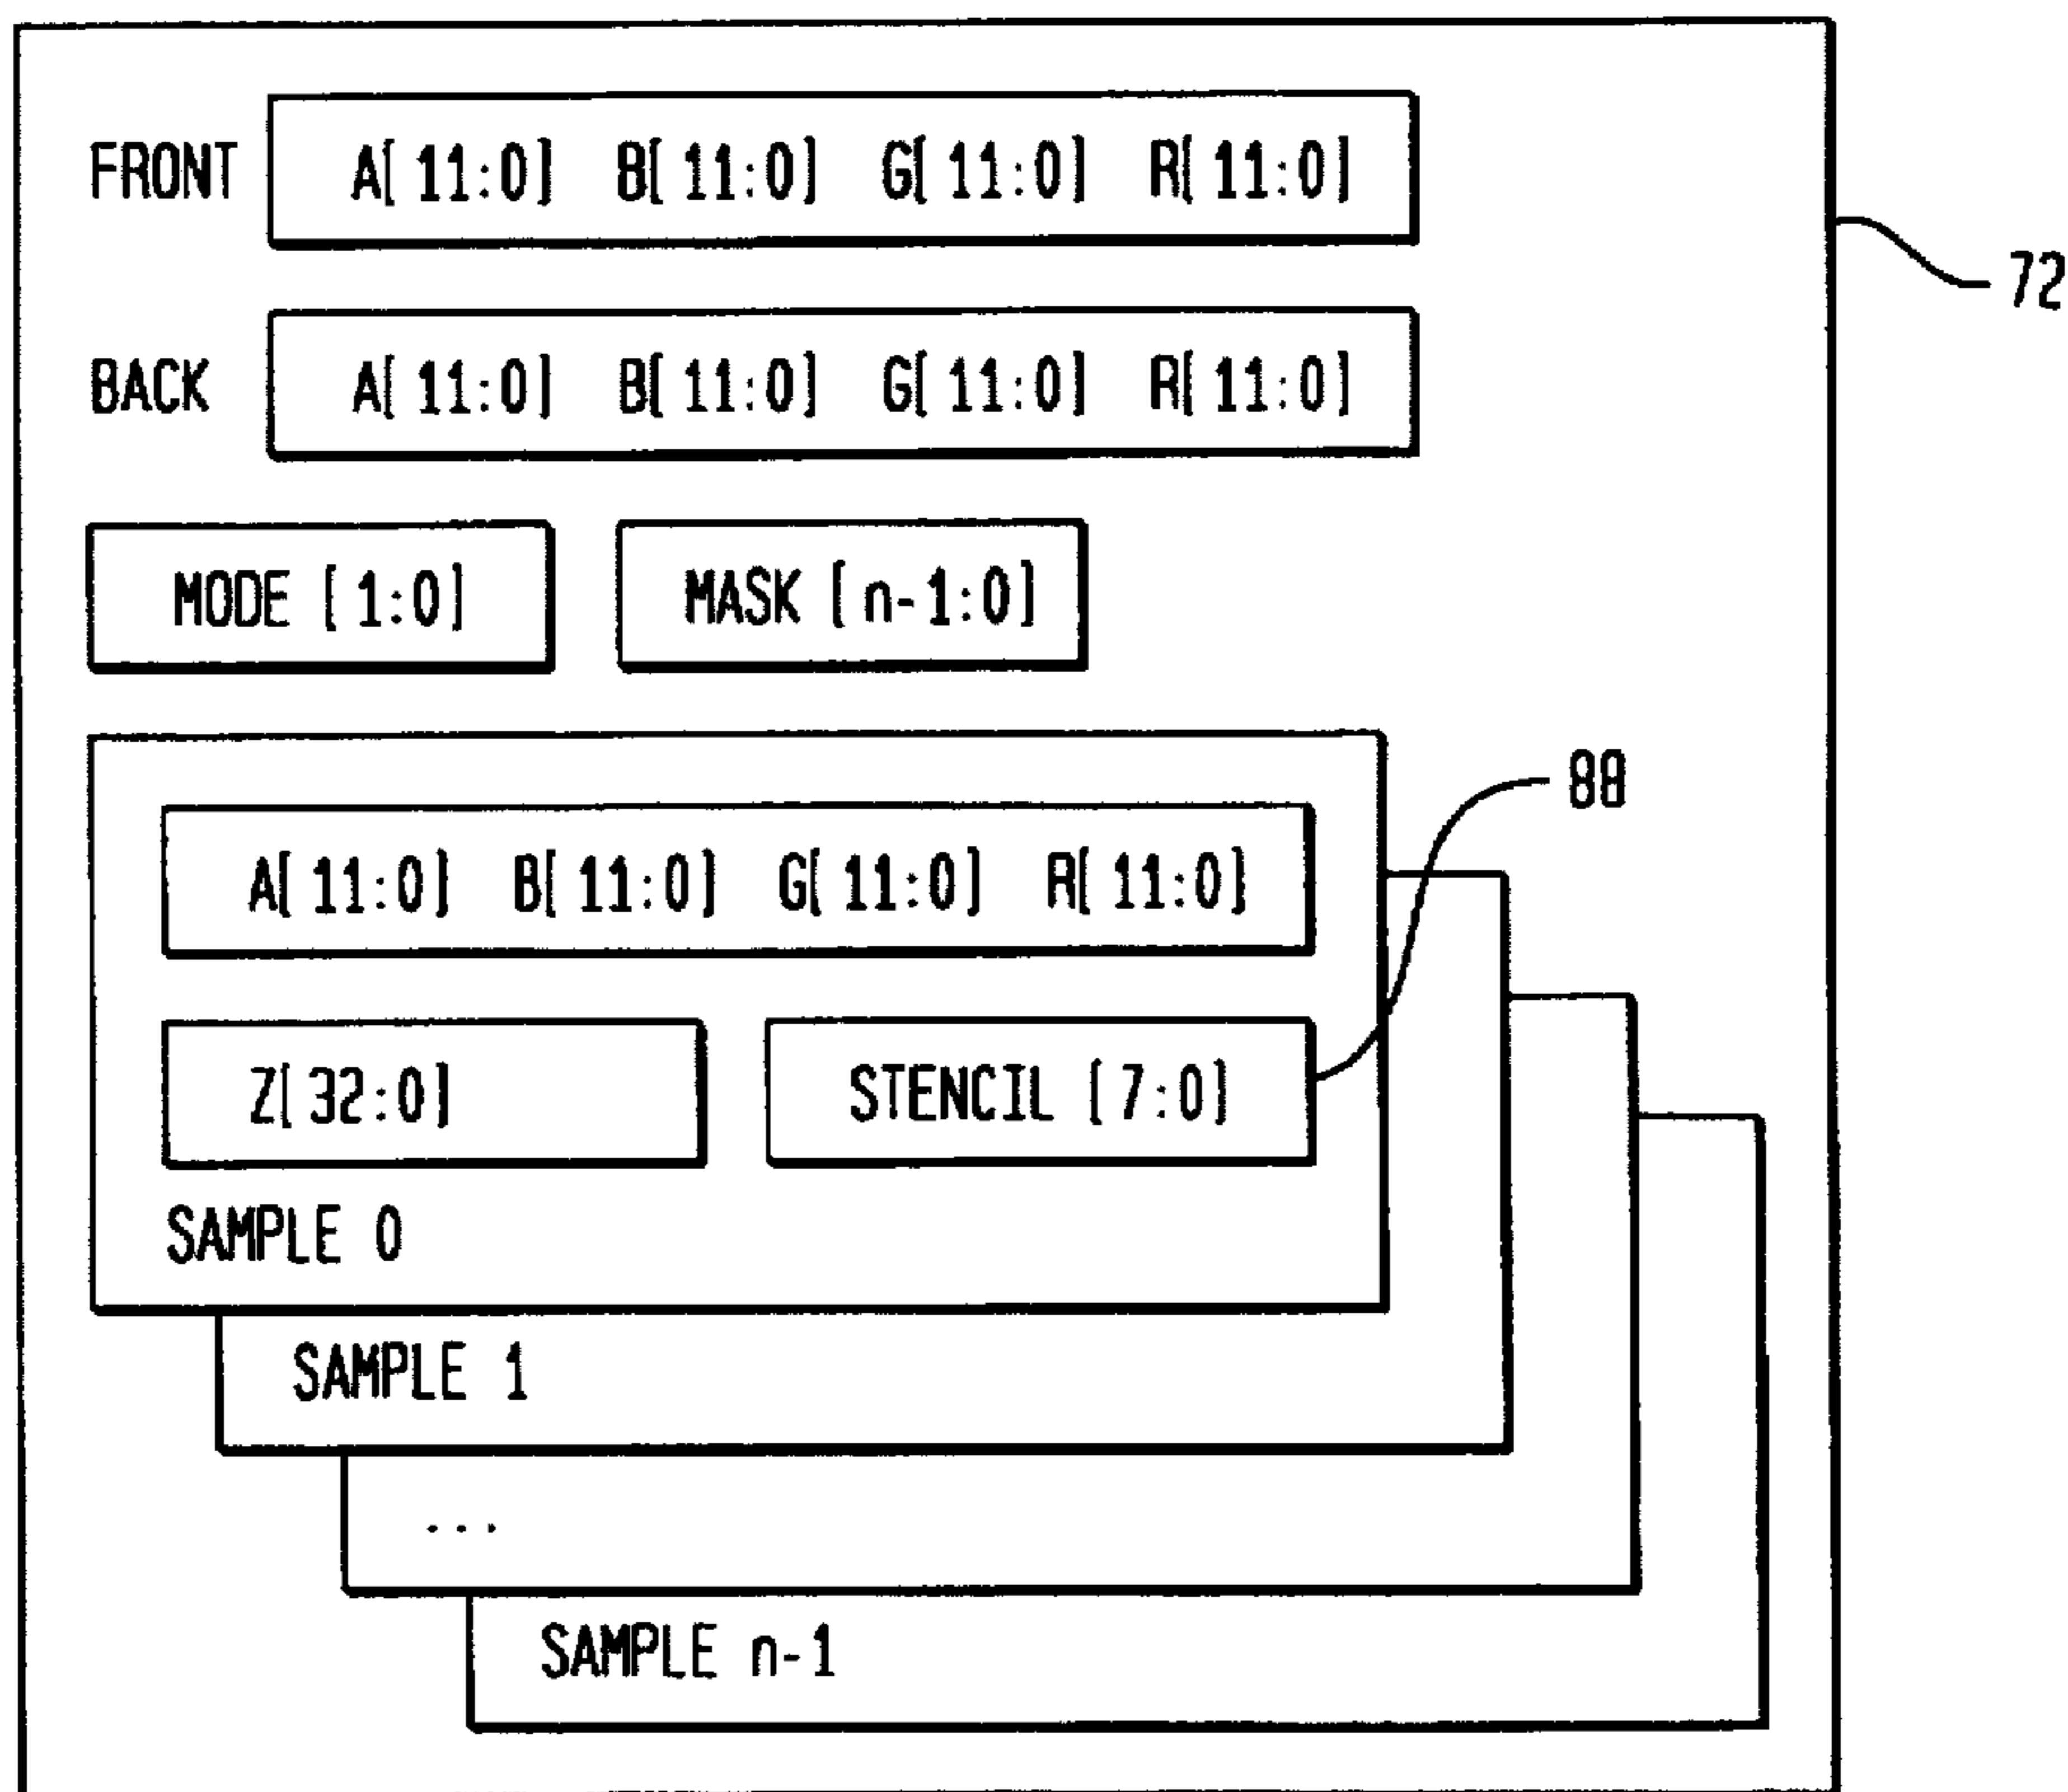 FRONT A[11:0] B[11:0] G[11:0] R[11:0]
72
BACK A[11:0] B[11:0] G[11:0] R[11:0]
MODE [1:0] MASK [n-1:0]
88
A[11:0] B[11:0] G[11:0] R[11:0]
Z[32:0] STENCIL [7:0]
SAMPLE 0
SAMPLE 1
...
SAMPLE n-1